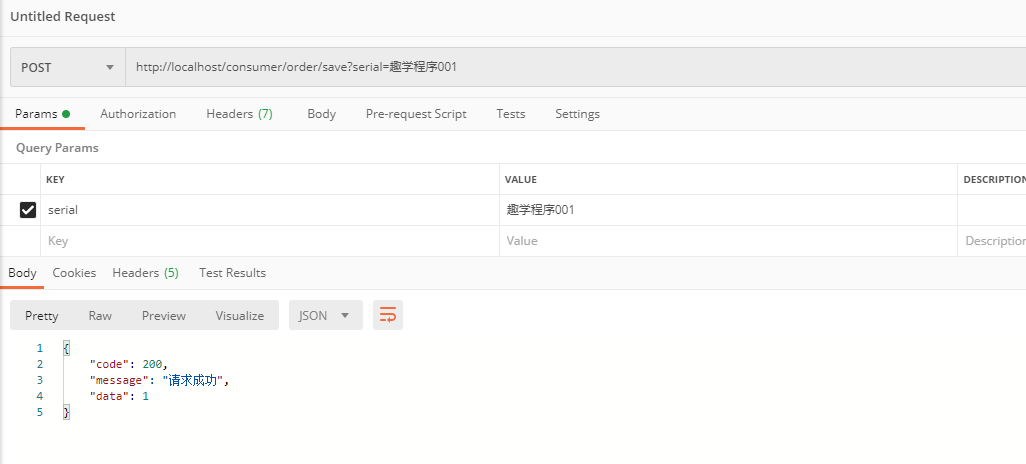 Untitled Request
POST http://localhost/consumer/order/save?serial=趣学程序001
Params Authorization Headers (7) Body Pre-request Script Tests Settings
Query Params
KEY VALUE DESCRIPTION
serial 趣学程序001
Key Value Description
Body Cookies Headers (5) Test Results
Pretty Raw Preview Visualize JSON
1 {
2 "code": 200,
3 "message": "请求成功",
4 "data": 1
5 }